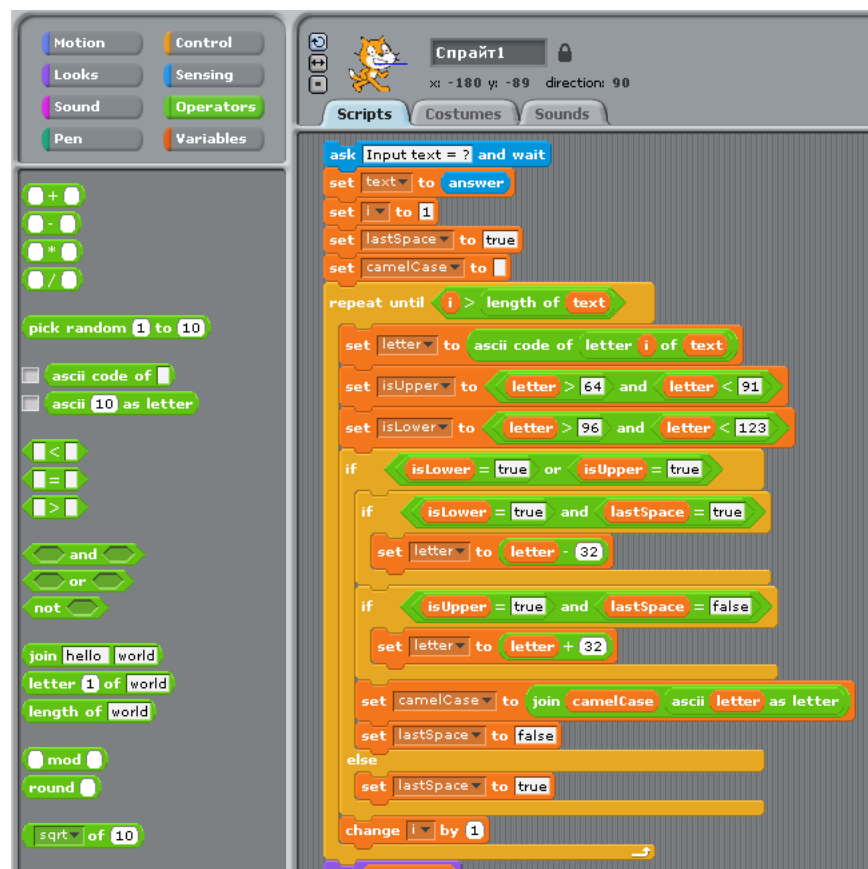 Motion Control
Looks Sensing
Sound Operators
Pen Variables
+
-
*
/
pick random 1 to 10
ascii code of
ascii 10 as letter
<
=
>
and
or
not
join hello world
letter 1 of world
length of world
mod
round
sqrt of 10
Спрайт1
x: -180 y: -89 direction: 90
Scripts Costumes Sounds
ask Input text = ? and wait
set text to answer
set i to 1
set lastSpace to true
set camelCase to
repeat until i > length of text
set letter to ascii code of letter i of text
set isUpper to letter > 64 and letter < 91
set isLower to letter > 96 and letter < 123
if isLower = true or isUpper = true
if isLower = true and lastSpace = true
set letter to letter - 32
if isUpper = true and lastSpace = false
set letter to letter + 32
set camelCase to join camelCase ascii letter as letter
set lastSpace to false
else
set lastSpace to true
change i by 1